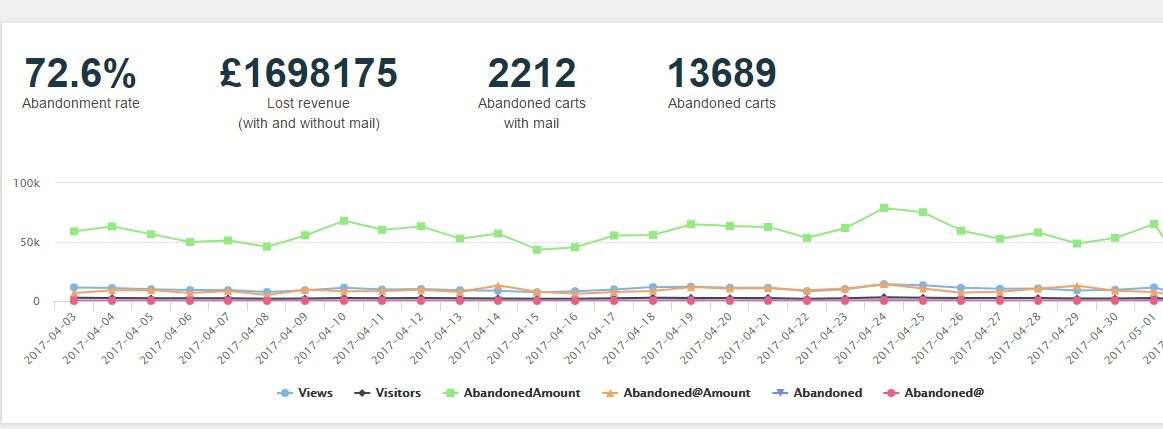 72.6%
Abandonment rate
£1698175
Lost revenue
(with and without mail)
2212
Abandoned carts
with mail
13689
Abandoned carts
100k
50k
0
2017-04-03
2017-04-04
2017-04-05
2017-04-06
2017-04-07
2017-04-08
2017-04-09
2017-04-10
2017-04-11
2017-04-12
2017-04-13
2017-04-14
2017-04-15
2017-04-16
2017-04-17
2017-04-18
2017-04-19
2017-04-20
2017-04-21
2017-04-22
2017-04-23
2017-04-24
2017-04-25
2017-04-26
2017-04-27
2017-04-28
2017-04-29
2017-04-30
2017-05-01
Views
Visitors
AbandonedAmount
Abandoned@Amount
Abandoned
Abandoned@